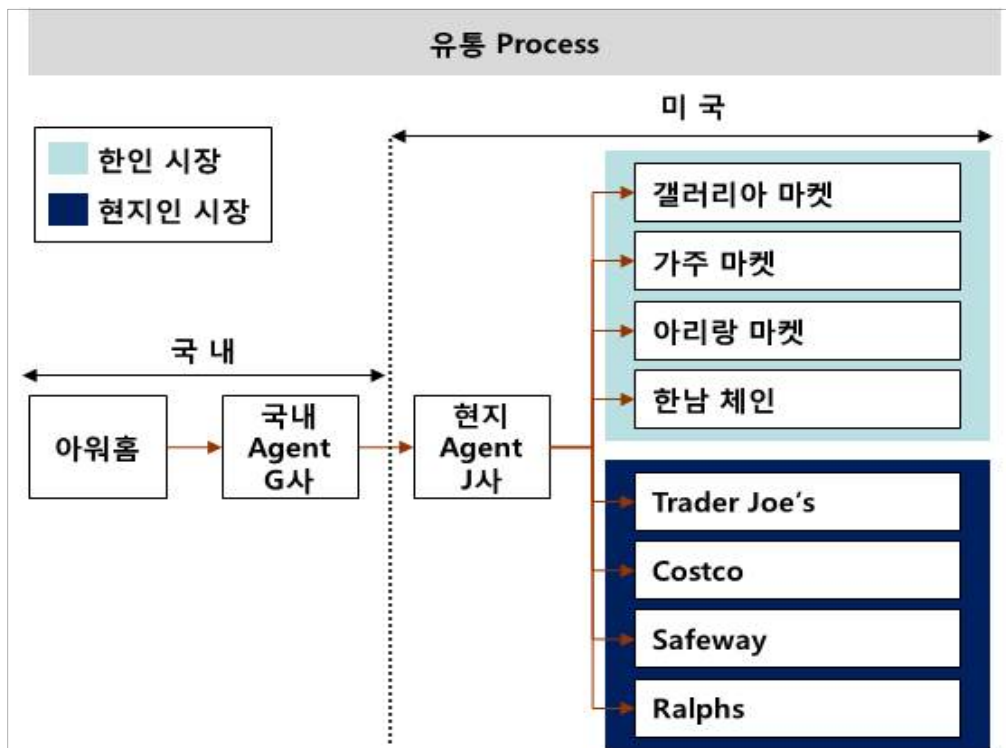 유통 Process
미 국
한인 시장
현지인 시장
갤러리아 마켓
가주 마켓
아리랑 마켓
한남 체인
국 내
아워홈
국내
Agent
G사
현지
Agent
J사
Trader Joe's
Costco
Safeway
Ralphs